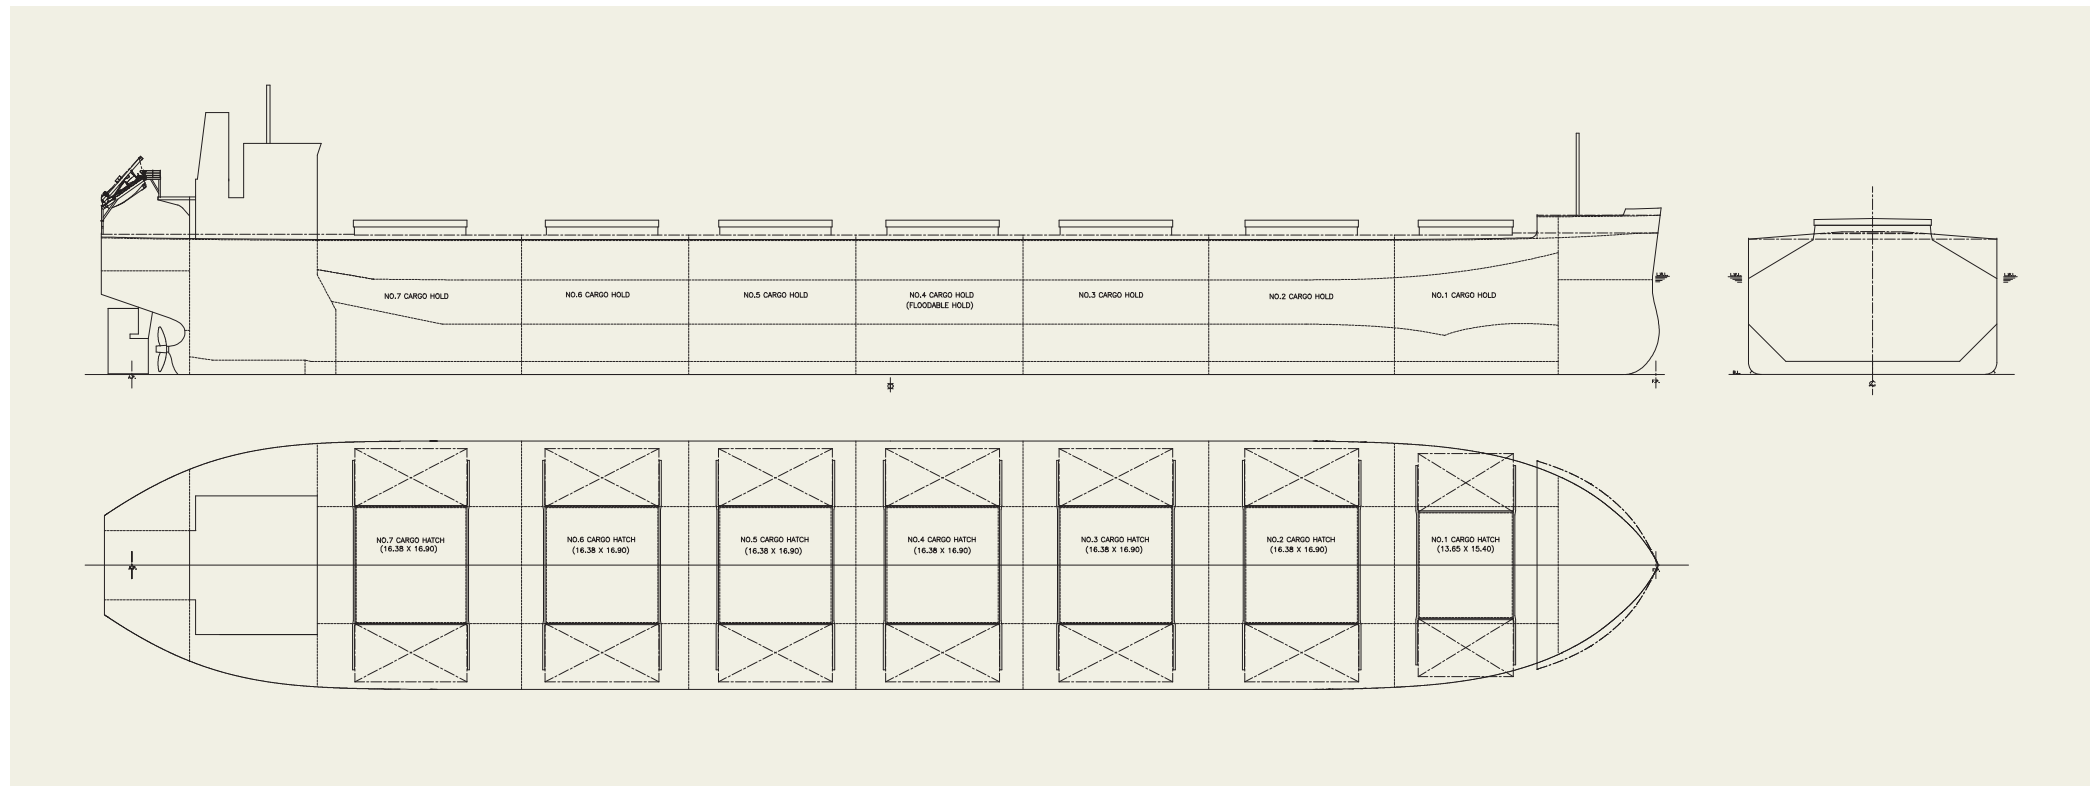 NO.7 CARGO HOLD
NO.6 CARGO HOLD
NO.5 CARGO HOLD
NO.4 CARGO HOLD
(FLOODABLE HOLD)
NO.3 CARGO HOLD
NO.2 CARGO HOLD
NO.1 CARGO HOLD
NO.7 CARGO HATCH
(16.38 X 16.90)
NO.6 CARGO HATCH
(16.38 X 16.90)
NO.5 CARGO HATCH
(16.38 X 16.90)
NO.4 CARGO HATCH
(16.38 X 16.90)
NO.3 CARGO HATCH
(16.38 X 16.90)
NO.2 CARGO HATCH
(16.38 X 16.90)
NO.1 CARGO HATCH
(13.65 X 15.40)